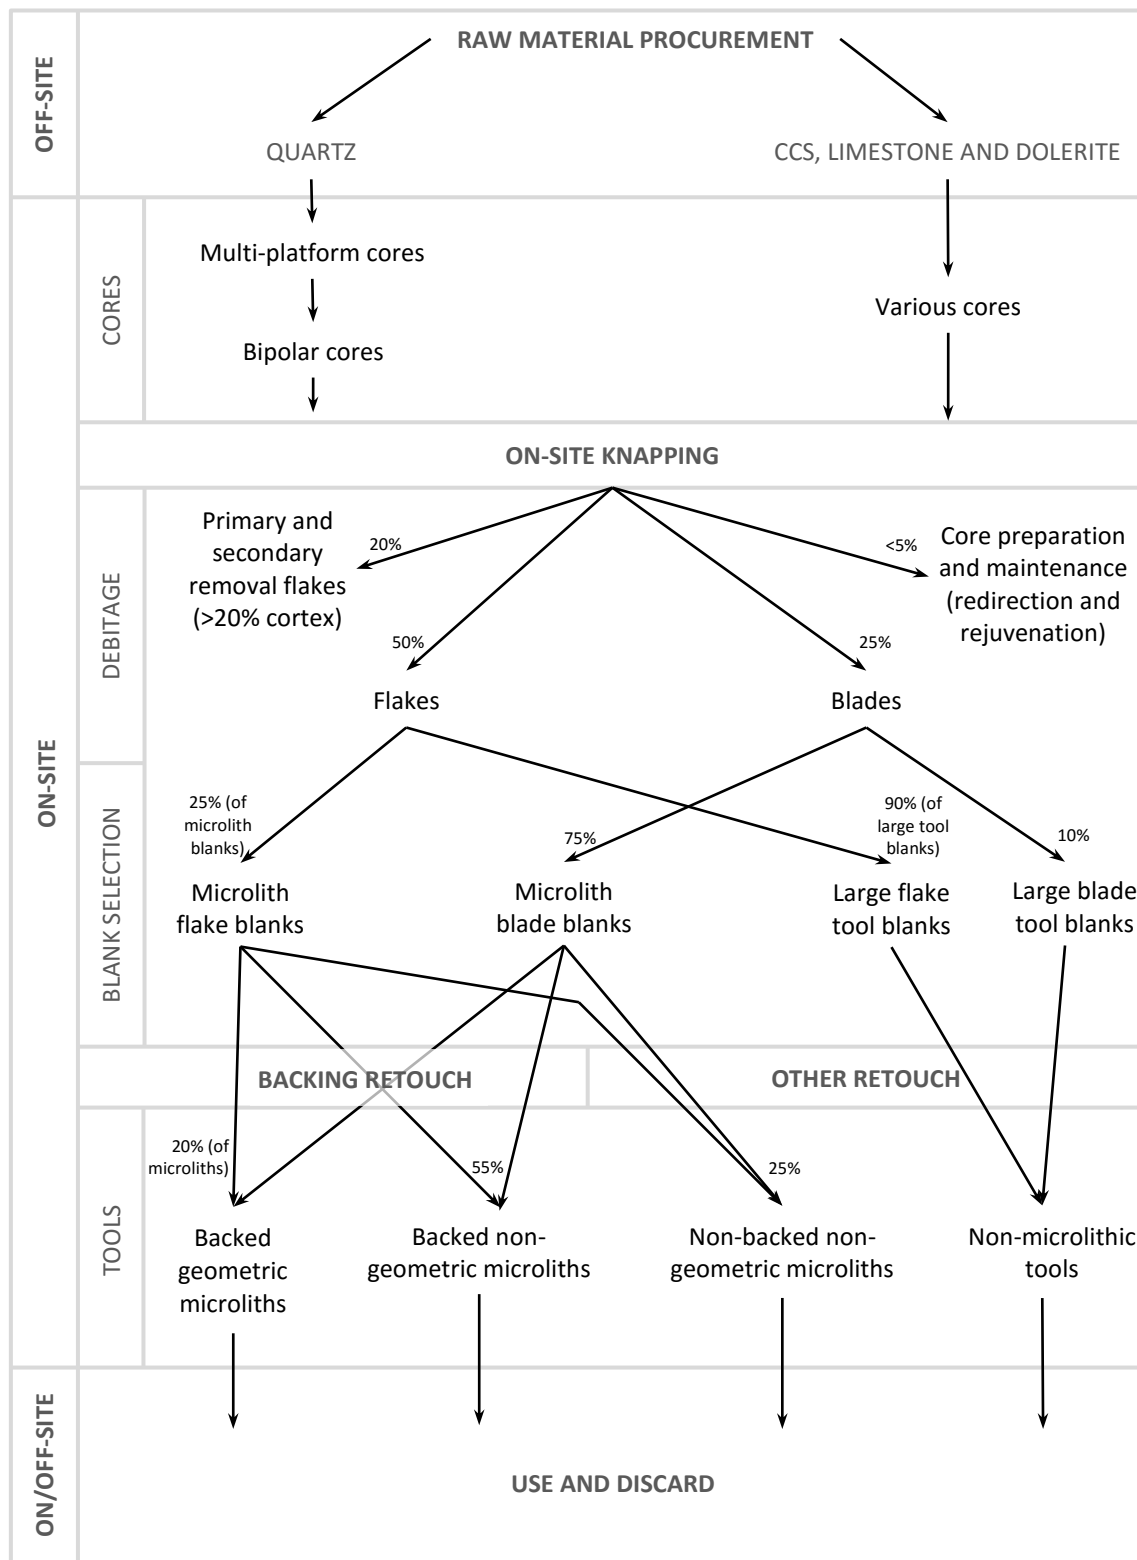 OFF-SITE
RAW MATERIAL PROCUREMENT
QUARTZ
CCS, LIMESTONE AND DOLERITE
ON-SITE
CORES
Multi-platform cores
Various cores
Bipolar cores
ON-SITE KNAPPING
DEBITAGE
Primary and
secondary
removal flakes
(>20% cortex)
20%
<5%
Core preparation
and maintenance
(redirection and
rejuvenation)
50%
25%
Flakes
Blades
BLANK SELECTION
25% (of
microlith
blanks)
75%
90% (of
large tool
blanks)
10%
Microlith
flake blanks
Microlith
blade blanks
Large flake
tool blanks
Large blade
tool blanks
BACKING RETOUCH
OTHER RETOUCH
TOOLS
20% (of
microliths)
55%
25%
Backed
geometric
microliths
Backed non-
geometric microliths
Non-backed non-
geometric microliths
Non-microlithic
tools
ON/OFF-SITE
USE AND DISCARD